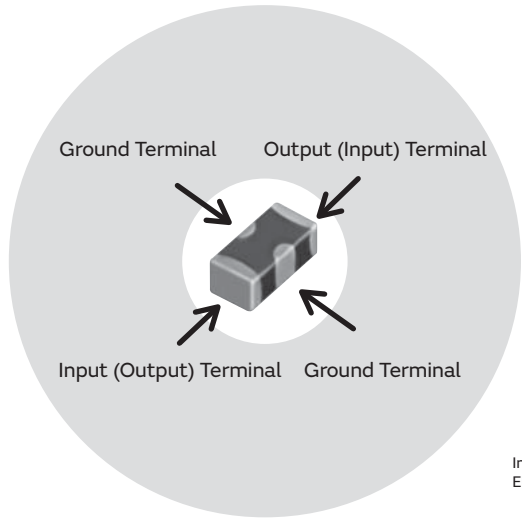 Ground Terminal
Output (Input) Terminal
Input (Output) Terminal
Ground Terminal